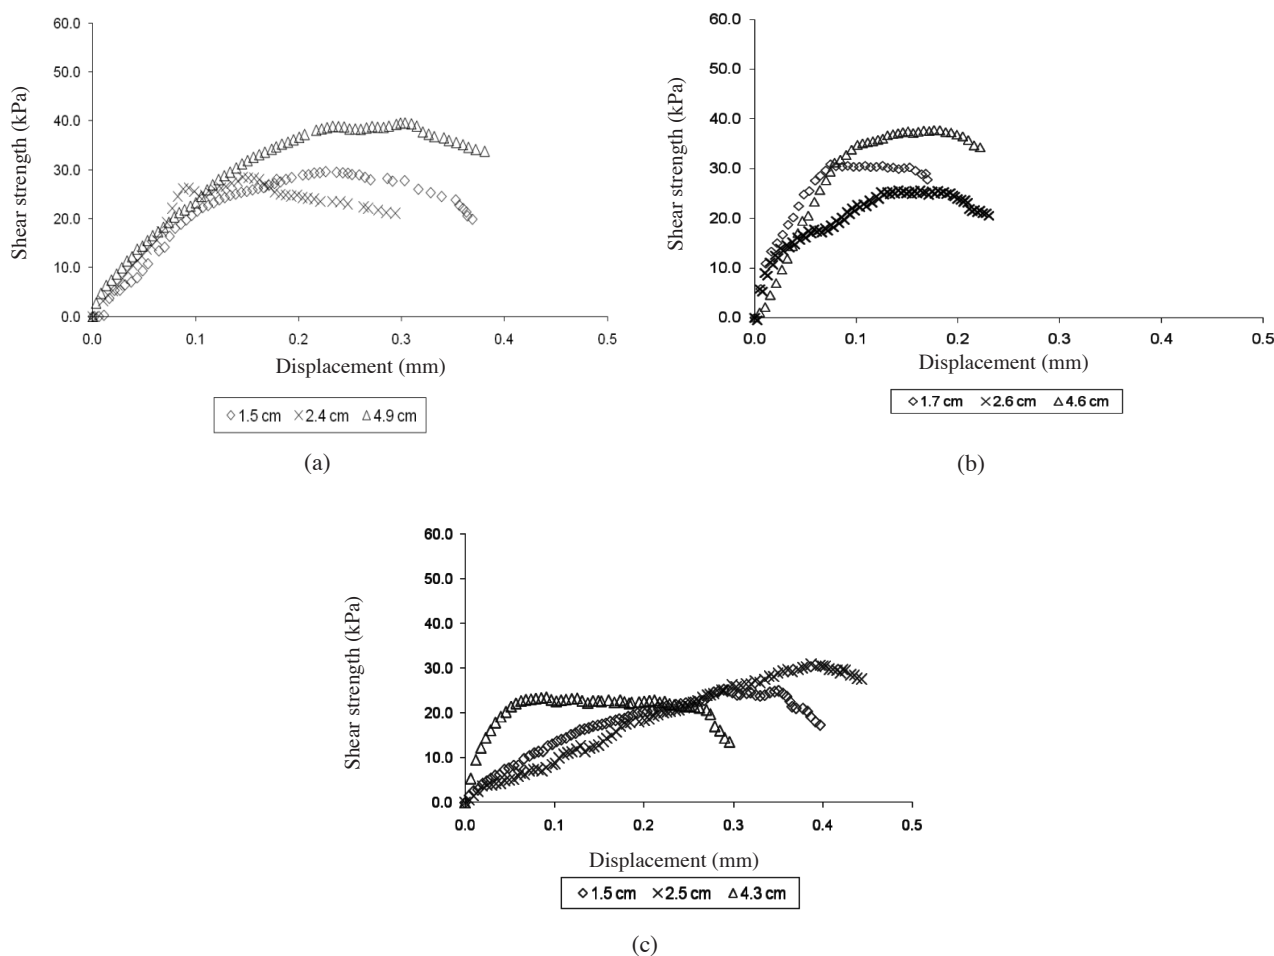 60.0
50.0
40.0
30.0
20.0
10.0
0.0
Shear strength (kPa)
0.0 0.1 0.2 0.3 0.4 0.5
Displacement (mm)
1.5 cm 2.4 cm 4.9 cm
(a)
60.0
50.0
40.0
30.0
20.0
10.0
0.0
Shear strength (kPa)
0.0 0.1 0.2 0.3 0.4 0.5
Displacement (mm)
1.7 cm 2.6 cm 4.6 cm
(b)
60.0
50.0
40.0
30.0
20.0
10.0
0.0
Shear strength (kPa)
0.0 0.1 0.2 0.3 0.4 0.5
Displacement (mm)
1.5 cm 2.5 cm 4.3 cm
(c)